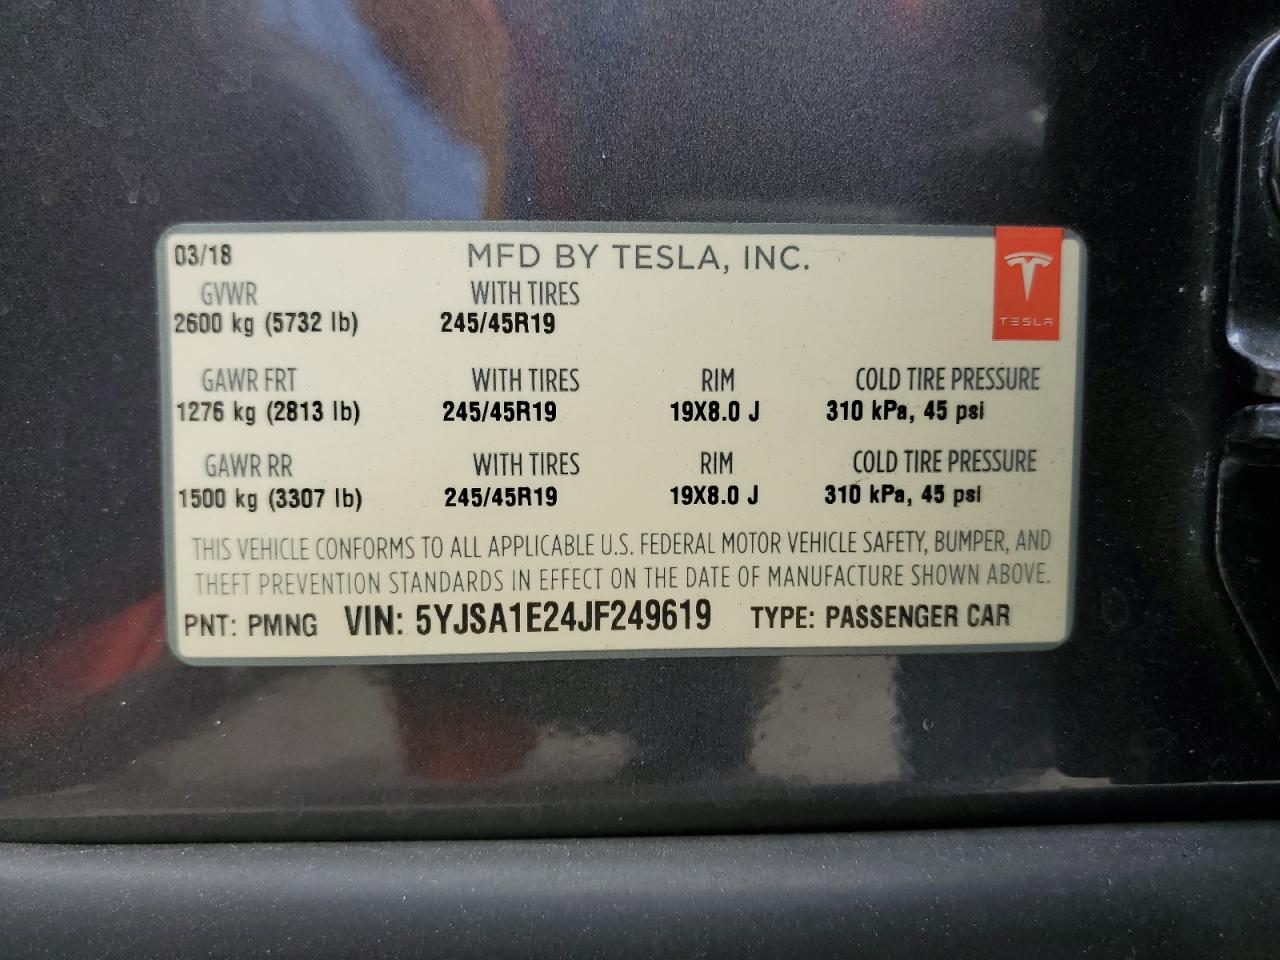 03/18 MFD BY TESLA, INC.
GVWR WITH TIRES
2600 kg (5732 lb) 245/45R19
TESLA
GAWR FRT WITH TIRES RIM COLD TIRE PRESSURE
1276 kg (2813 lb) 245/45R19 19X8.0 J 310 kPa, 45 psi
GAWR RR WITH TIRES RIM COLD TIRE PRESSURE
1500 kg (3307 lb) 245/45R19 19X8.0 J 310 kPa, 45 psi
THIS VEHICLE CONFORMS TO ALL APPLICABLE U.S. FEDERAL MOTOR VEHICLE SAFETY, BUMPER, AND
THEFT PREVENTION STANDARDS IN EFFECT ON THE DATE OF MANUFACTURE SHOWN ABOVE.
PNT: PMNG VIN: 5YJSA1E24JF249619 TYPE: PASSENGER CAR